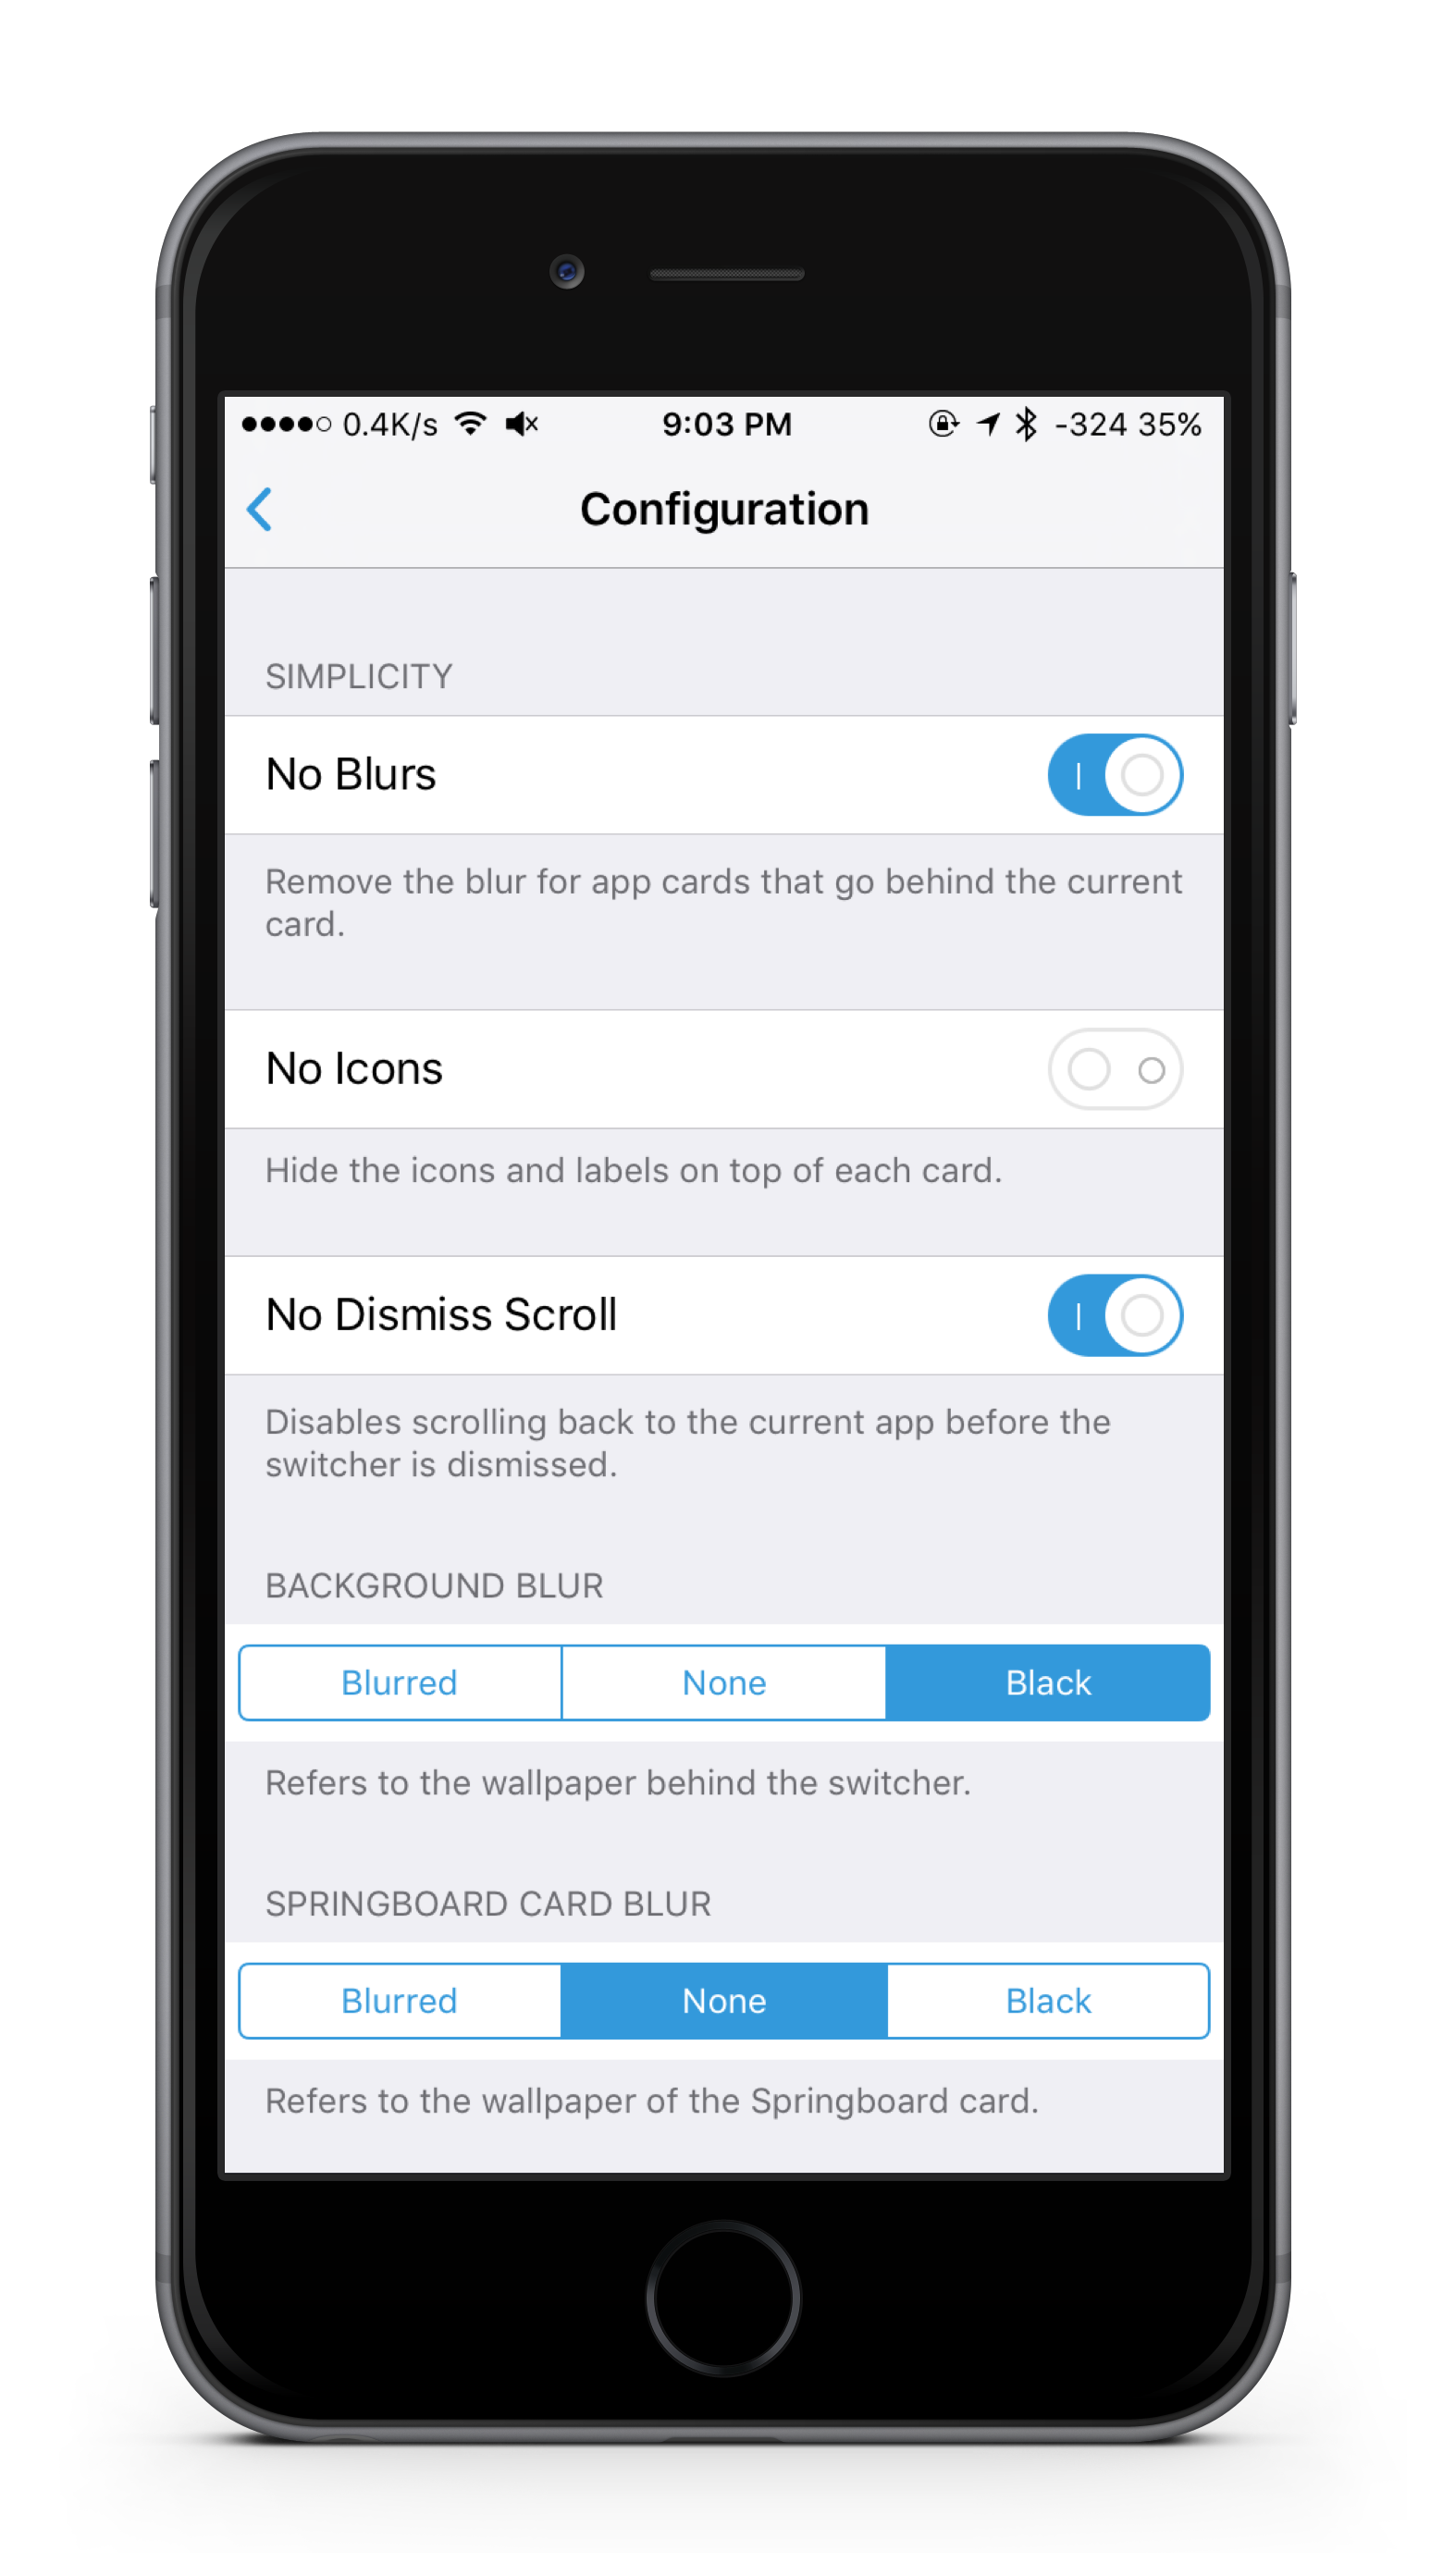 0.4K/s 9:03 PM -324 35%
Configuration
SIMPLICITY
No Blurs
Remove the blur for app cards that go behind the current
card.
No Icons
Hide the icons and labels on top of each card.
No Dismiss Scroll
Disables scrolling back to the current app before the
switcher is dismissed.
BACKGROUND BLUR
Blurred None Black
Refers to the wallpaper behind the switcher.
SPRINGBOARD CARD BLUR
Blurred None Black
Refers to the wallpaper of the Springboard card.